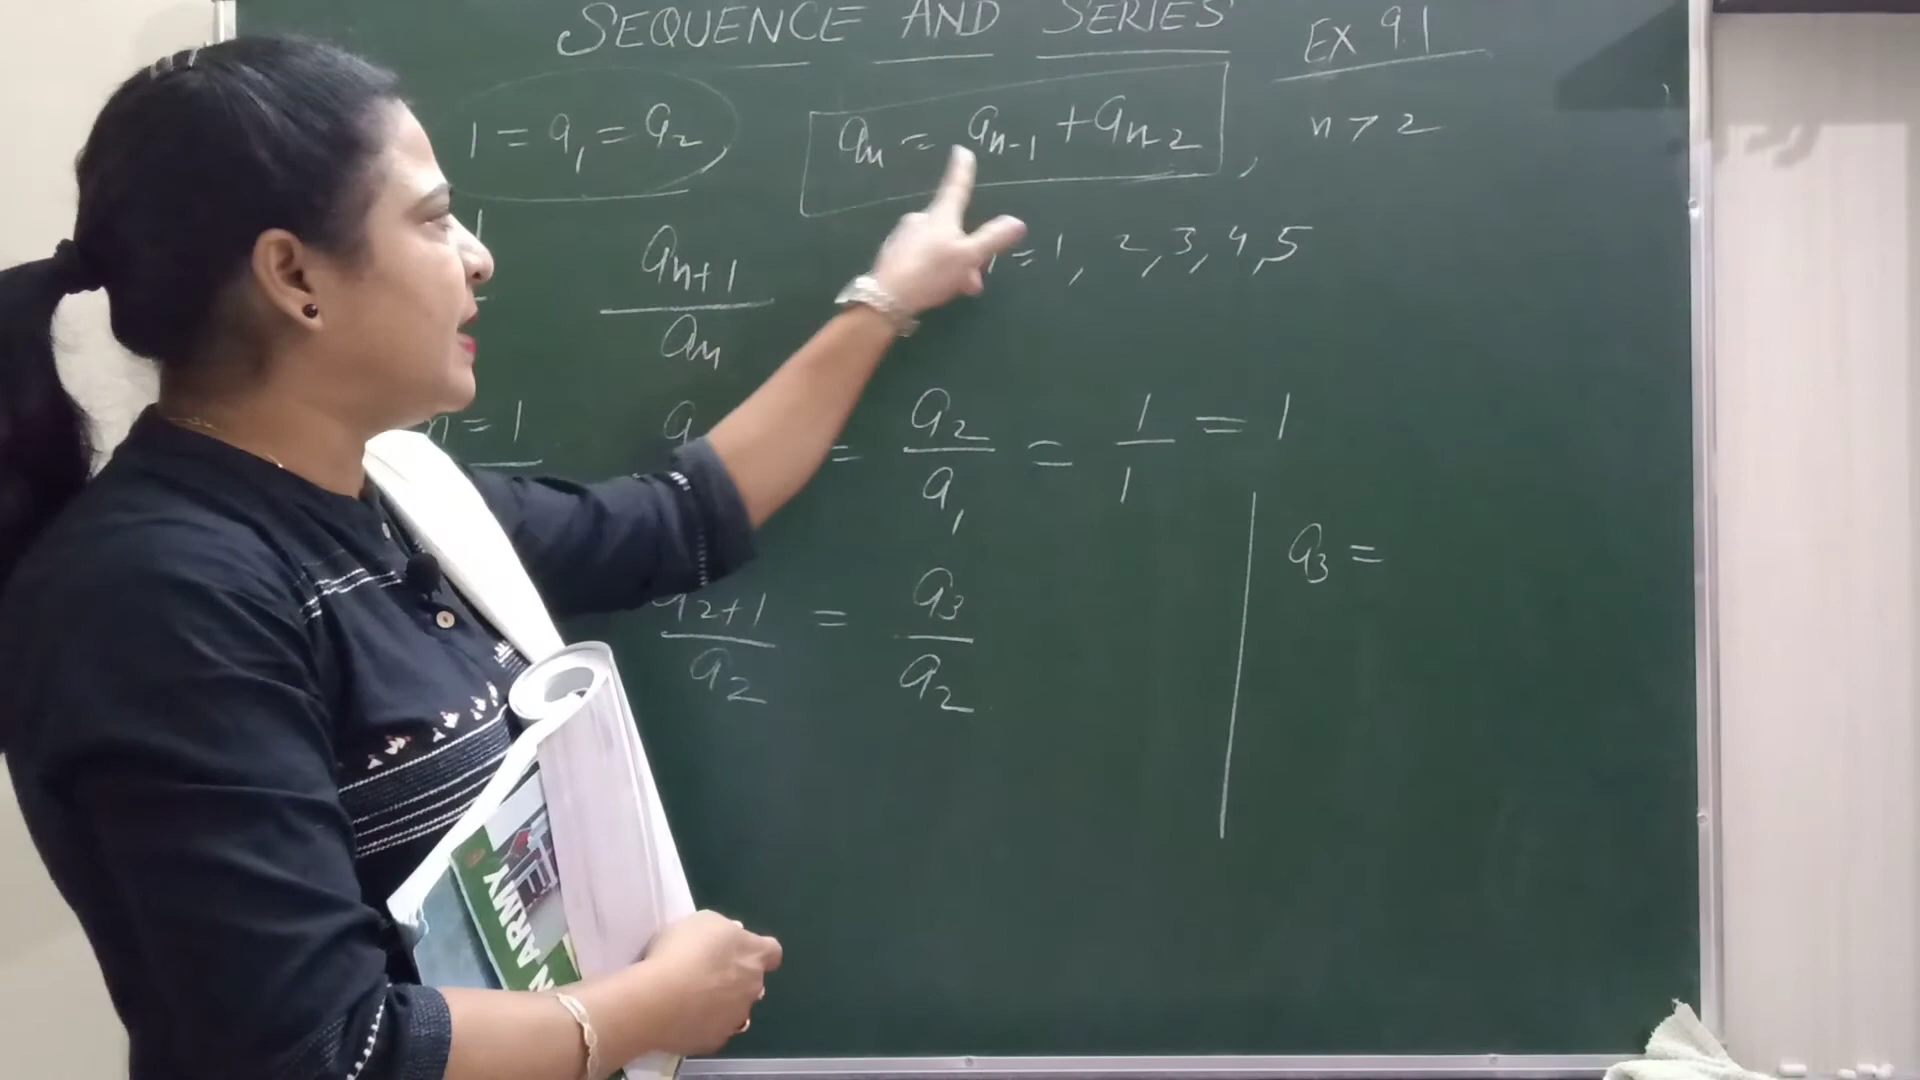 SEQUENCE AND SERIES
EX 9.1
1 = a₁ = a₂, aₙ = aₙ₋₁ + aₙ₋₂, n > 2
aₙ₊₁ / aₙ = 1, 2, 3, 4, 5
n = 1 = a₂ / a₁ = 1 / 1 = 1
a₃ =
a₂₊₁ / a₂ = a₃ / a₂
ARMY